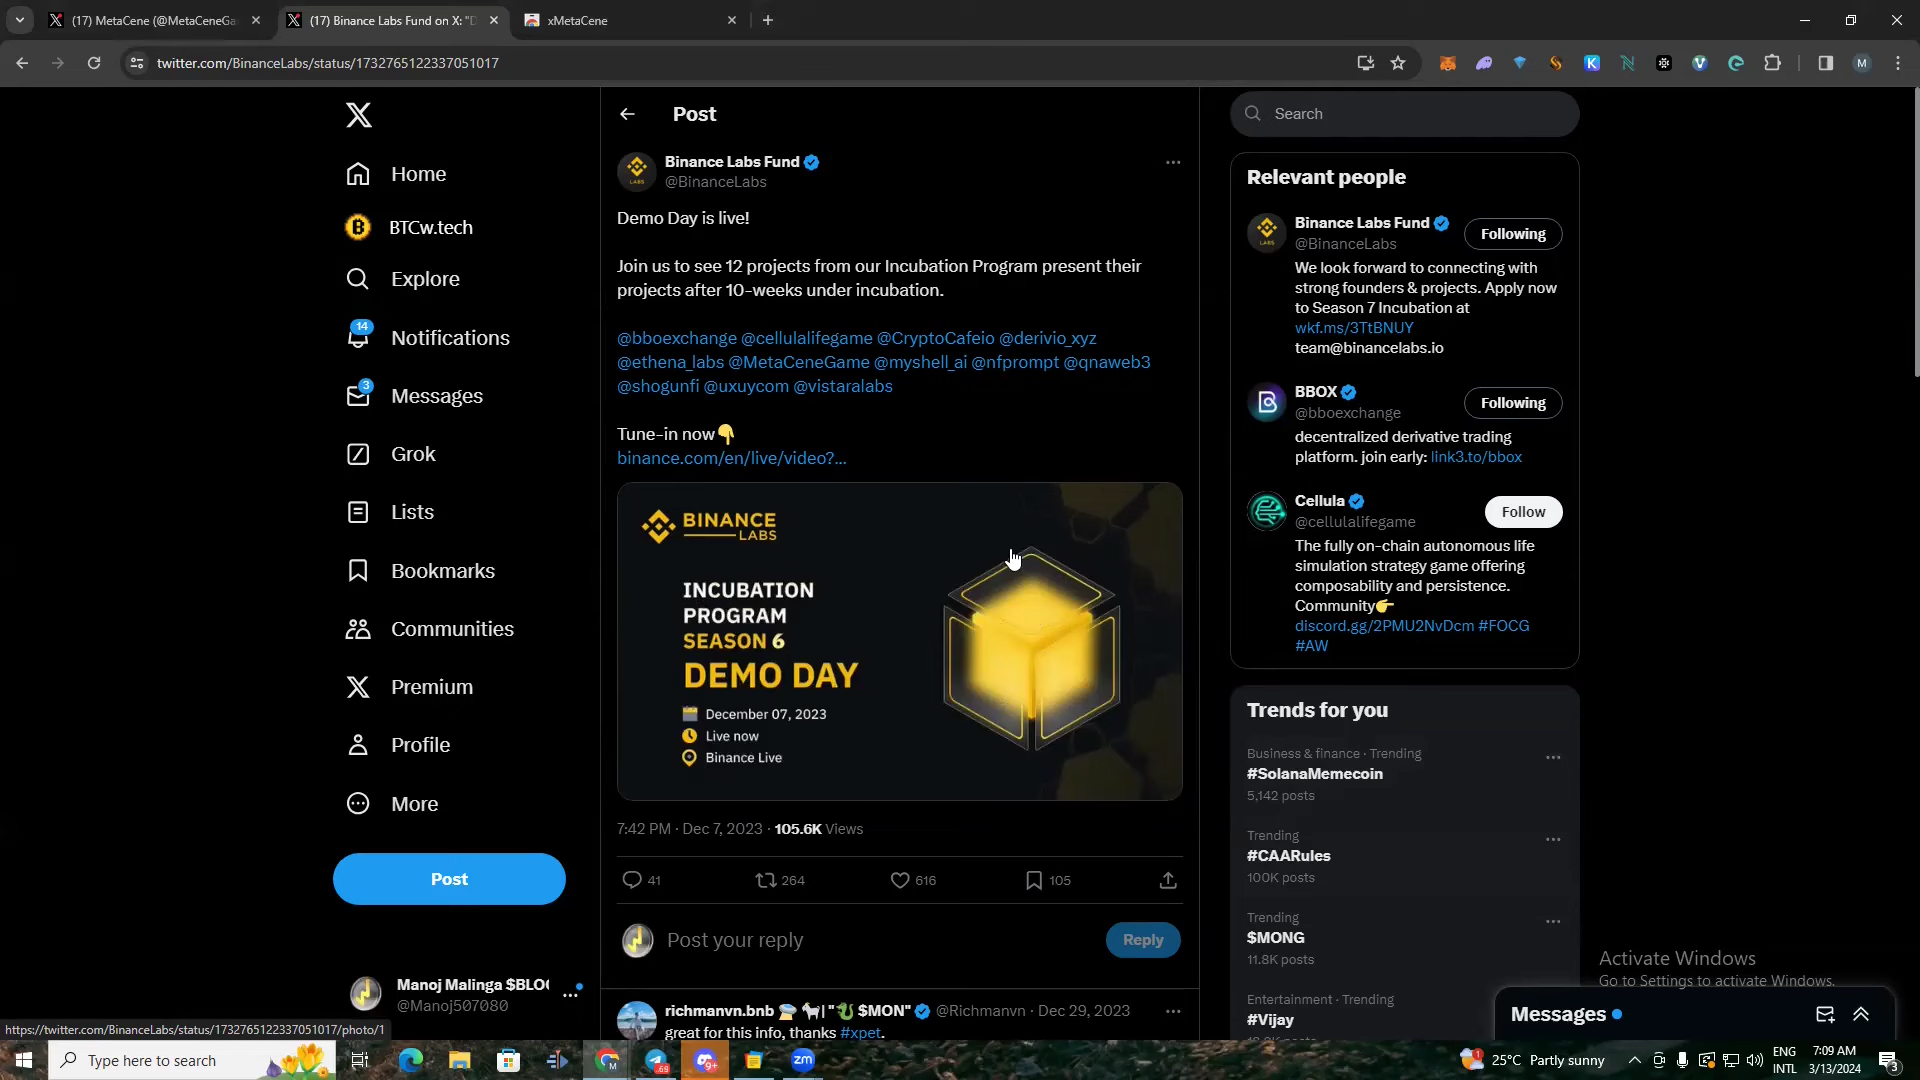 (17) MetaCene (@MetaCeneGa
(17) Binance Labs Fund on X: "D
xMetaCene
twitter.com/BinanceLabs/status/1732765122337051017
Home
BTCw.tech
Explore
14
Notifications
3
Messages
Grok
Lists
Bookmarks
Communities
Premium
Profile
More
Post
Manoj Malinga $BLO
@Manoj507080
https://twitter.com/BinanceLabs/status/1732765122337051017/photo/1
Post
Binance Labs Fund
@BinanceLabs
Demo Day is live!
Join us to see 12 projects from our Incubation Program present their
projects after 10-weeks under incubation.
@bboexchange @cellulalifegame @CryptoCafeio @derivio_xyz
@ethena_labs @MetaCeneGame @myshell_ai @nfprompt @qnaweb3
@shogunfi @uxuycom @vistaralabs
Tune-in now👇
binance.com/en/live/video?...
BINANCE
LABS
INCUBATION
PROGRAM
SEASON 6
DEMO DAY
December 07, 2023
Live now
Binance Live
7:42 PM · Dec 7, 2023 · 105.6K Views
41 264 616 105
Post your reply
Reply
richmanvn.bnb | "$MON" @Richmanvn · Dec 29, 2023
great for this info, thanks #xpet.
Search
Relevant people
Binance Labs Fund
@BinanceLabs
Following
We look forward to connecting with
strong founders & projects. Apply now
to Season 7 Incubation at
wkf.ms/3TtBNUY
team@binancelabs.io
BBOX
@bboexchange
Following
decentralized derivative trading
platform. join early: link3.to/bbox
Cellula
@cellulalifegame
Follow
The fully on-chain autonomous life
simulation strategy game offering
composability and persistence.
Community👉
discord.gg/2PMU2NvDcm #FOCG
#AW
Trends for you
Business & finance · Trending
#SolanaMemecoin
5,142 posts
Trending
#CAARules
100K posts
Trending
$MONG
11.8K posts
Entertainment · Trending
#Vijay
Activate Windows
Go to Settings to activate Windows.
Messages
Type here to search
25°C Partly sunny
ENG
INTL
7:09 AM
3/13/2024
3